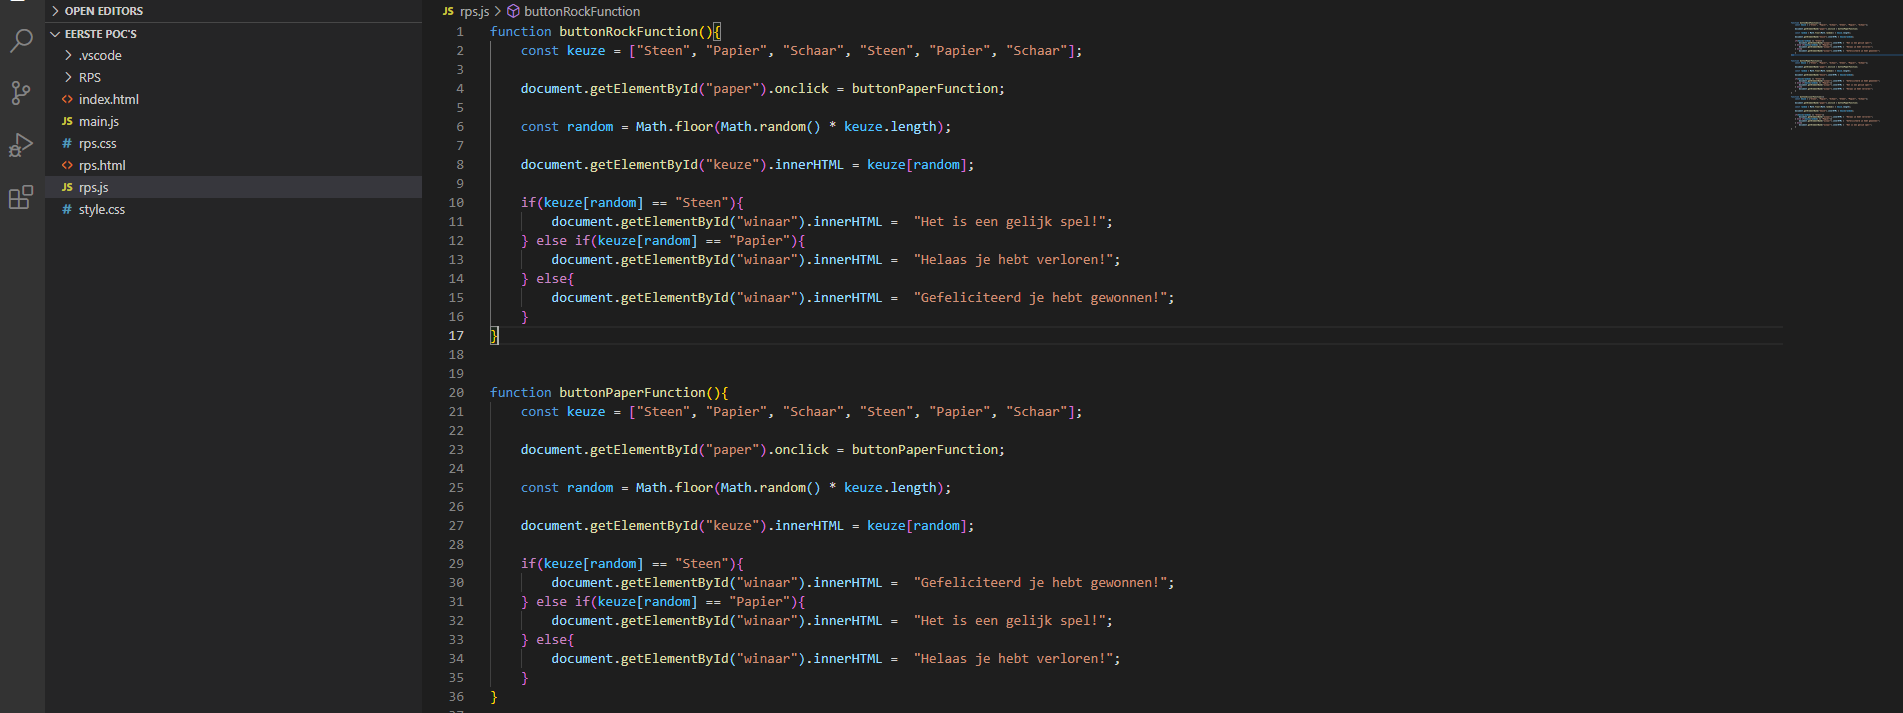 OPEN EDITORS
EERSTE POC'S
.vscode
RPS
<> index.html
JS main.js
# rps.css
<> rps.html
JS rps.js
# style.css
JS rps.js > buttonRockFunction
1 function buttonRockFunction(){
2 const keuze = ["Steen", "Papier", "Schaar", "Steen", "Papier", "Schaar"];
3
4 document.getElementById("paper").onclick = buttonPaperFunction;
5
6 const random = Math.floor(Math.random() * keuze.length);
7
8 document.getElementById("keuze").innerHTML = keuze[random];
9
10 if(keuze[random] == "Steen"){
11 document.getElementById("winaar").innerHTML =  "Het is een gelijk spel!";
12 } else if(keuze[random] == "Papier"){
13 document.getElementById("winaar").innerHTML =  "Helaas je hebt verloren!";
14 } else{
15 document.getElementById("winaar").innerHTML =  "Gefeliciteerd je hebt gewonnen!";
16 }
17 }
18
19
20 function buttonPaperFunction(){
21 const keuze = ["Steen", "Papier", "Schaar", "Steen", "Papier", "Schaar"];
22
23 document.getElementById("paper").onclick = buttonPaperFunction;
24
25 const random = Math.floor(Math.random() * keuze.length);
26
27 document.getElementById("keuze").innerHTML = keuze[random];
28
29 if(keuze[random] == "Steen"){
30 document.getElementById("winaar").innerHTML =  "Gefeliciteerd je hebt gewonnen!";
31 } else if(keuze[random] == "Papier"){
32 document.getElementById("winaar").innerHTML =  "Het is een gelijk spel!";
33 } else{
34 document.getElementById("winaar").innerHTML =  "Helaas je hebt verloren!";
35 }
36 }